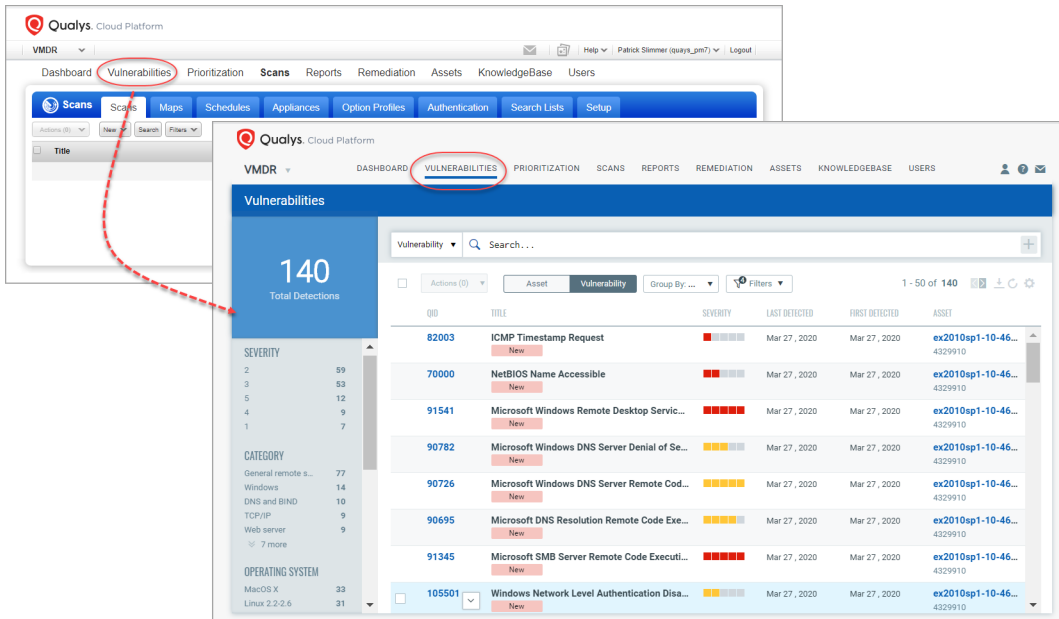 Qualys. Cloud Platform
VMDR
Help
Patrick Slimmer (quays_pm7)
Logout
Dashboard Vulnerabilities Prioritization Scans Reports Remediation Assets KnowledgeBase Users
Scans Scans Maps Schedules Appliances Option Profiles Authentication Search Lists Setup
Actions (0) New Search Filters
Title
Qualys. Cloud Platform
VMDR DASHBOARD VULNERABILITIES PRIORITIZATION SCANS REPORTS REMEDIATION ASSETS KNOWLEDGEBASE USERS
Vulnerabilities
140
Total Detections
Vulnerability Search...
Actions (0) Asset Vulnerability Group By: ... 4 Filters 1 - 50 of 140
QID TITLE SEVERITY LAST DETECTED FIRST DETECTED ASSET
82003 ICMP Timestamp Request Mar 27 , 2020 Mar 27 , 2020 ex2010sp1-10-46...
New 4329910
70000 NetBIOS Name Accessible Mar 27 , 2020 Mar 27 , 2020 ex2010sp1-10-46...
New 4329910
91541 Microsoft Windows Remote Desktop Servic... Mar 27 , 2020 Mar 27 , 2020 ex2010sp1-10-46...
New 4329910
90782 Microsoft Windows DNS Server Denial of Se... Mar 27 , 2020 Mar 27 , 2020 ex2010sp1-10-46...
New 4329910
90726 Microsoft Windows DNS Server Remote Cod... Mar 27 , 2020 Mar 27 , 2020 ex2010sp1-10-46...
New 4329910
90695 Microsoft DNS Resolution Remote Code Exe... Mar 27 , 2020 Mar 27 , 2020 ex2010sp1-10-46...
New 4329910
91345 Microsoft SMB Server Remote Code Executi... Mar 27 , 2020 Mar 27 , 2020 ex2010sp1-10-46...
New 4329910
105501 Windows Network Level Authentication Disa... Mar 27 , 2020 Mar 27 , 2020 ex2010sp1-10-46...
New 4329910
SEVERITY
2 59
3 53
5 12
4 9
1 7
CATEGORY
General remote s... 77
Windows 14
DNS and BIND 10
TCP/IP 9
Web server 9
7 more
OPERATING SYSTEM
MacOS X 33
Linux 2.2-2.6 31